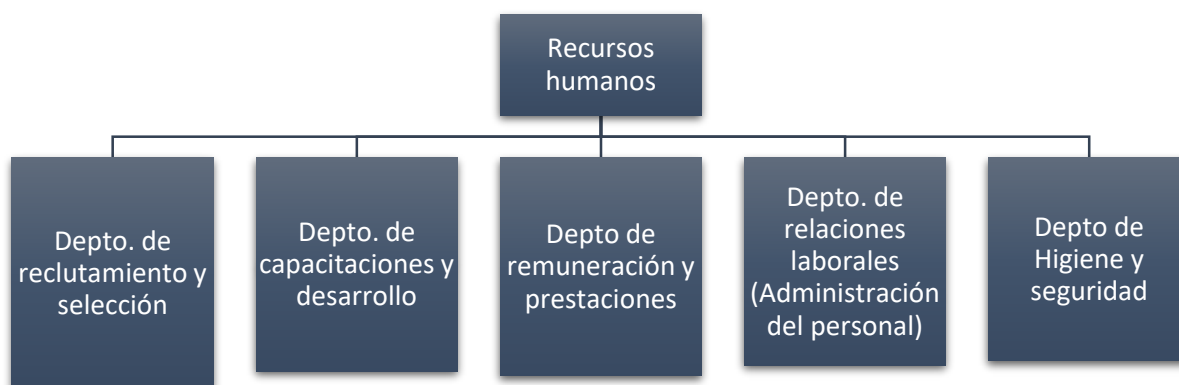 Recursos
humanos
Depto. de
reclutamiento y
selección
Depto. de
capacitaciones y
desarrollo
Depto de
remuneración y
prestaciones
Depto. de
relaciones
laborales
(Administración
del personal)
Depto de
Higiene y
seguridad